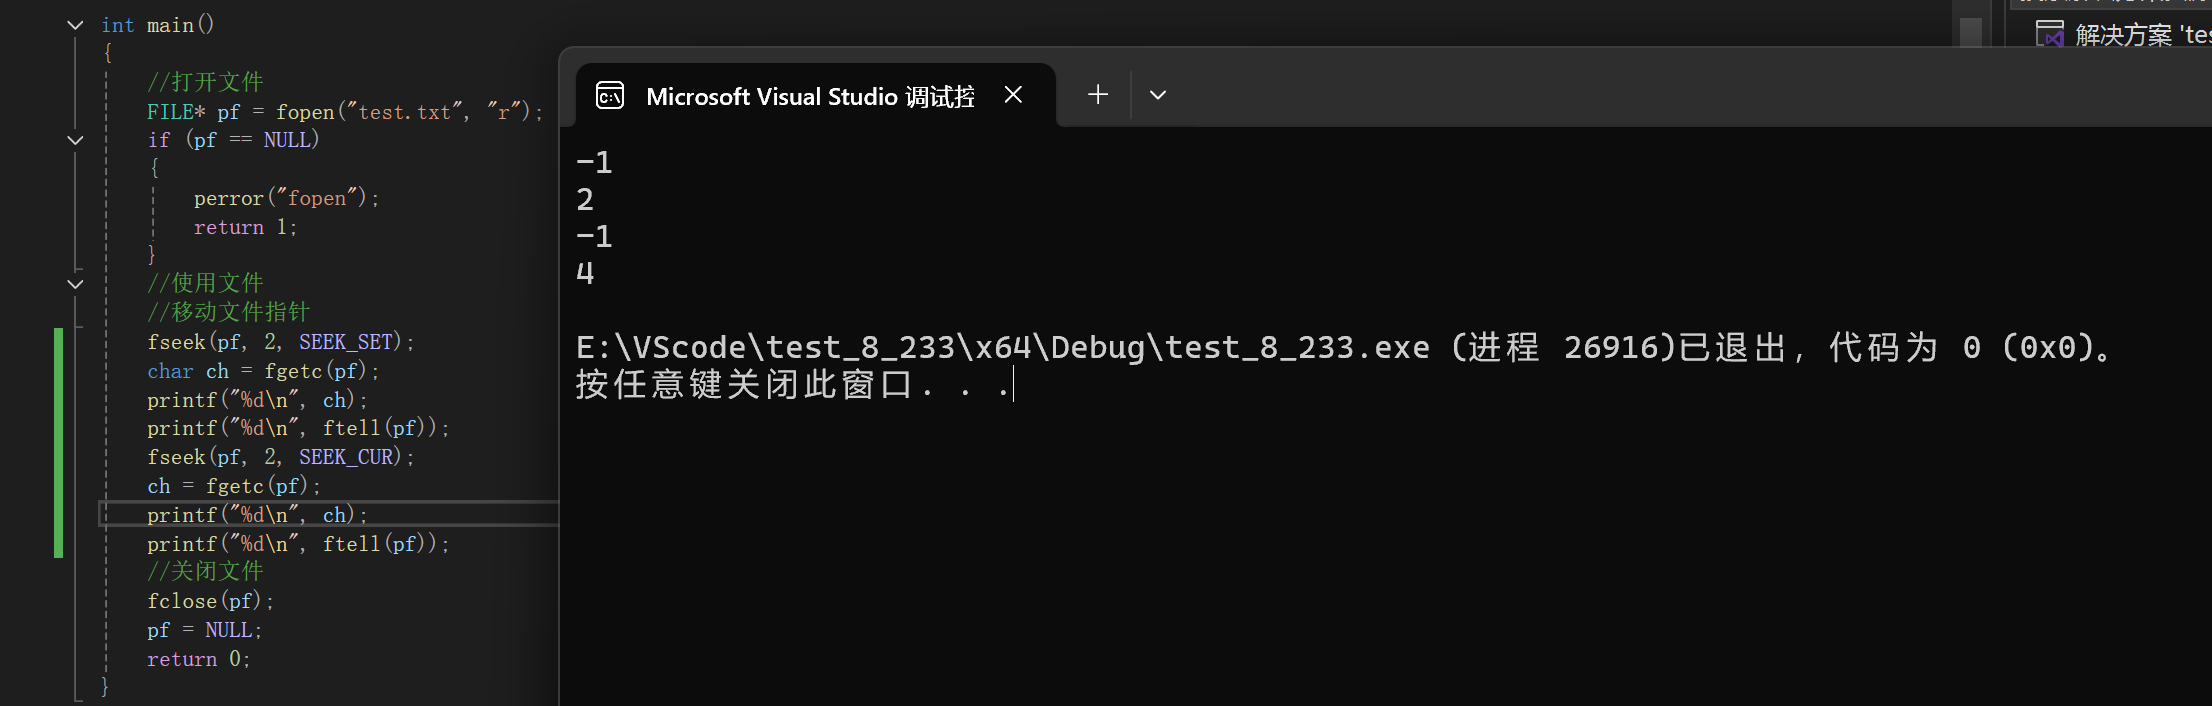 int main()
{
//打开文件
FILE* pf = fopen("test.txt", "r");
if (pf == NULL)
{
perror("fopen");
return 1;
}
//使用文件
//移动文件指针
fseek(pf, 2, SEEK_SET);
char ch = fgetc(pf);
printf("%d\n", ch);
printf("%d\n", ftell(pf));
fseek(pf, 2, SEEK_CUR);
ch = fgetc(pf);
printf("%d\n", ch);
printf("%d\n", ftell(pf));
//关闭文件
fclose(pf);
pf = NULL;
return 0;
}
解决方案 'tes
Microsoft Visual Studio 调试控
-1
2
-1
4
E:\VScode\test_8_233\x64\Debug\test_8_233.exe (进程 26916)已退出，代码为 0 (0x0)。
按任意键关闭此窗口. . .